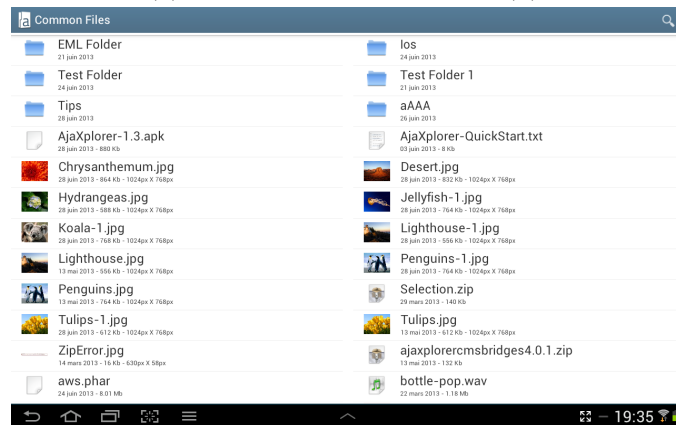 a Common Files
EML Folder
21 juin 2013
Ios
24 juin 2013
Test Folder
24 juin 2013
Test Folder 1
21 juin 2013
Tips
28 juin 2013
aAAA
26 juin 2013
AjaXplorer-1.3.apk
28 juin 2013 - 880 Kb
AjaXplorer-QuickStart.txt
03 juin 2013 - 8 Kb
Chrysanthemum.jpg
28 juin 2013 - 864 Kb - 1024px X 768px
Desert.jpg
28 juin 2013 - 832 Kb - 1024px X 768px
Hydrangeas.jpg
28 juin 2013 - 588 Kb - 1024px X 768px
Jellyfish-1.jpg
28 juin 2013 - 764 Kb - 1024px X 768px
Koala-1.jpg
28 juin 2013 - 768 Kb - 1024px X 768px
Lighthouse-1.jpg
28 juin 2013 - 556 Kb - 1024px X 768px
Lighthouse.jpg
13 mai 2013 - 556 Kb - 1024px X 768px
Penguins-1.jpg
28 juin 2013 - 764 Kb - 1024px X 768px
Penguins.jpg
13 mai 2013 - 764 Kb - 1024px X 768px
Selection.zip
29 mars 2013 - 140 Kb
Tulips-1.jpg
28 juin 2013 - 612 Kb - 1024px X 768px
Tulips.jpg
13 mai 2013 - 612 Kb - 1024px X 768px
ZipError.jpg
14 mars 2013 - 16 Kb - 630px X 58px
ajaxplorercmsbridges4.0.1.zip
13 mai 2013 - 132 Kb
aws.phar
24 juin 2013 - 8.01 Mb
bottle-pop.wav
22 mars 2013 - 1.18 Mb
19:35